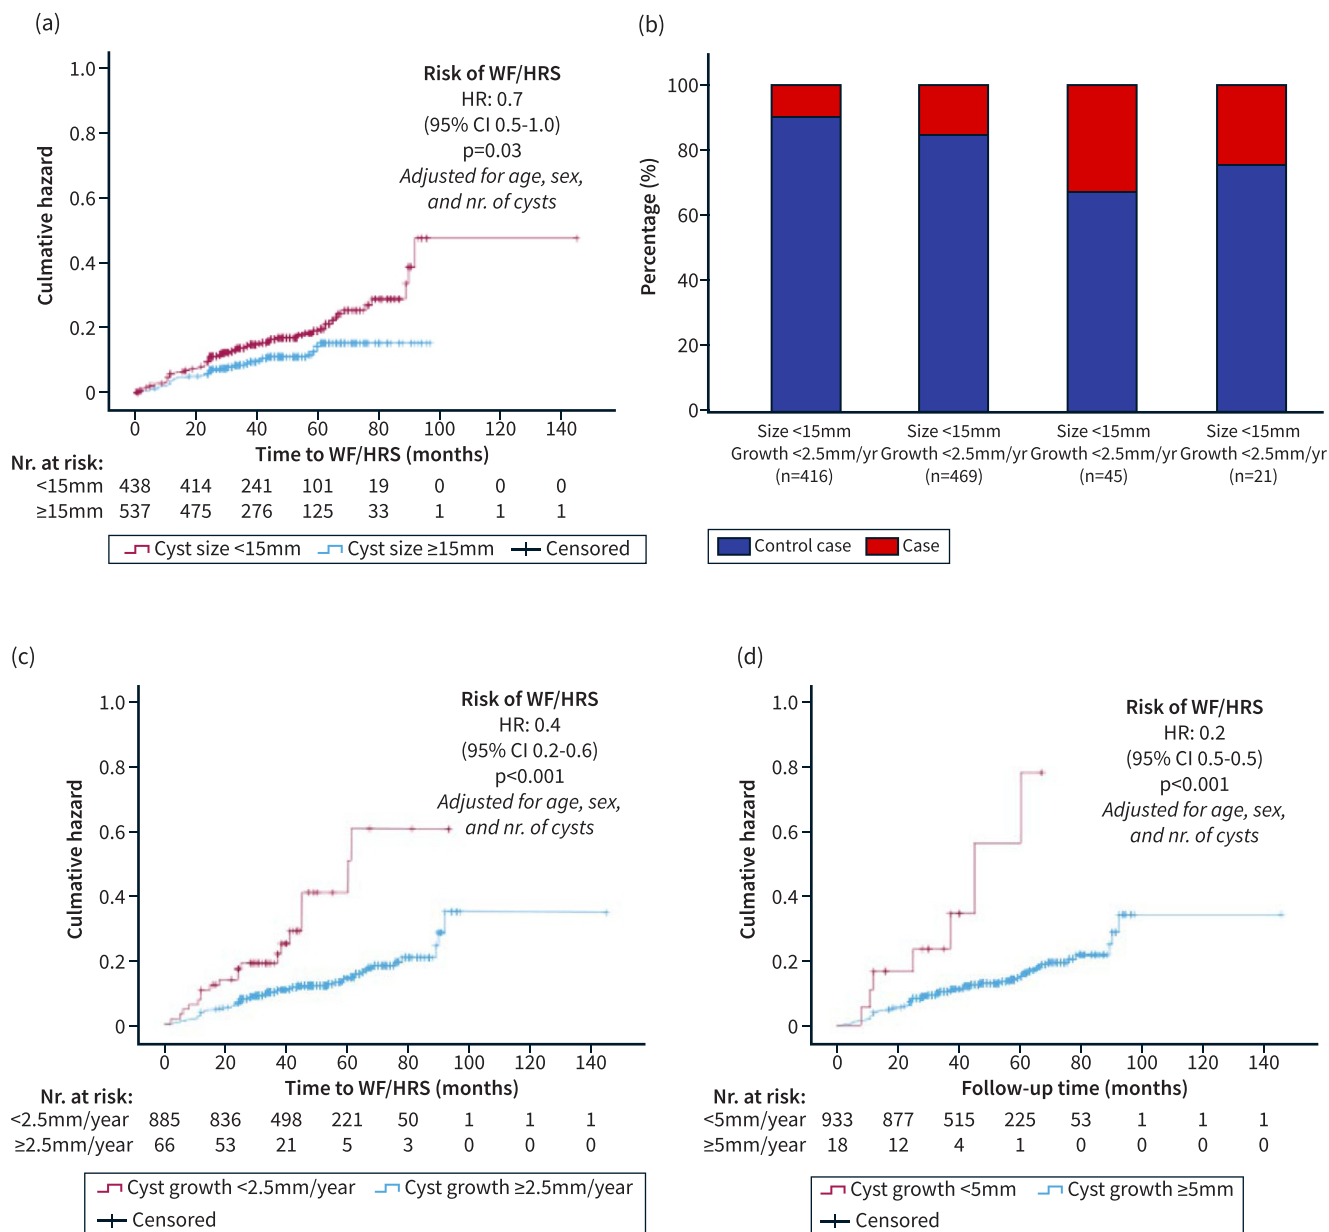 (a)
1.0
0.8
0.6
0.4
0.2
0
Culmative hazard
Risk of WF/HRS
HR: 0.7
(95% CI 0.5-1.0)
p=0.03
Adjusted for age, sex,
and nr. of cysts
0 20 40 60 80 100 120 140
Time to WF/HRS (months)
Nr. at risk:
<15mm 438 414 241 101 19 0 0 0
≥15mm 537 475 276 125 33 1 1 1
Cyst size <15mm Cyst size ≥15mm Censored
(b)
100
80
60
40
20
0
Percentage (%)
Size <15mm Size <15mm Size <15mm Size <15mm
Growth <2.5mm/yr Growth <2.5mm/yr Growth <2.5mm/yr Growth <2.5mm/yr
(n=416) (n=469) (n=45) (n=21)
Control case Case
(c)
1.0
0.8
0.6
0.4
0.2
0
Culmative hazard
Risk of WF/HRS
HR: 0.4
(95% CI 0.2-0.6)
p<0.001
Adjusted for age, sex,
and nr. of cysts
0 20 40 60 80 100 120 140
Time to WF/HRS (months)
Nr. at risk:
<2.5mm/year 885 836 498 221 50 1 1 1
≥2.5mm/year 66 53 21 5 3 0 0 0
Cyst growth <2.5mm/year Cyst growth ≥2.5mm/year
Censored
(d)
1.0
0.8
0.6
0.4
0.2
0
Culmative hazard
Risk of WF/HRS
HR: 0.2
(95% CI 0.5-0.5)
p<0.001
Adjusted for age, sex,
and nr. of cysts
0 20 40 60 80 100 120 140
Follow-up time (months)
Nr. at risk:
<5mm/year 933 877 515 225 53 1 1 1
≥5mm/year 18 12 4 1 0 0 0 0
Cyst growth <5mm Cyst growth ≥5mm
Censored